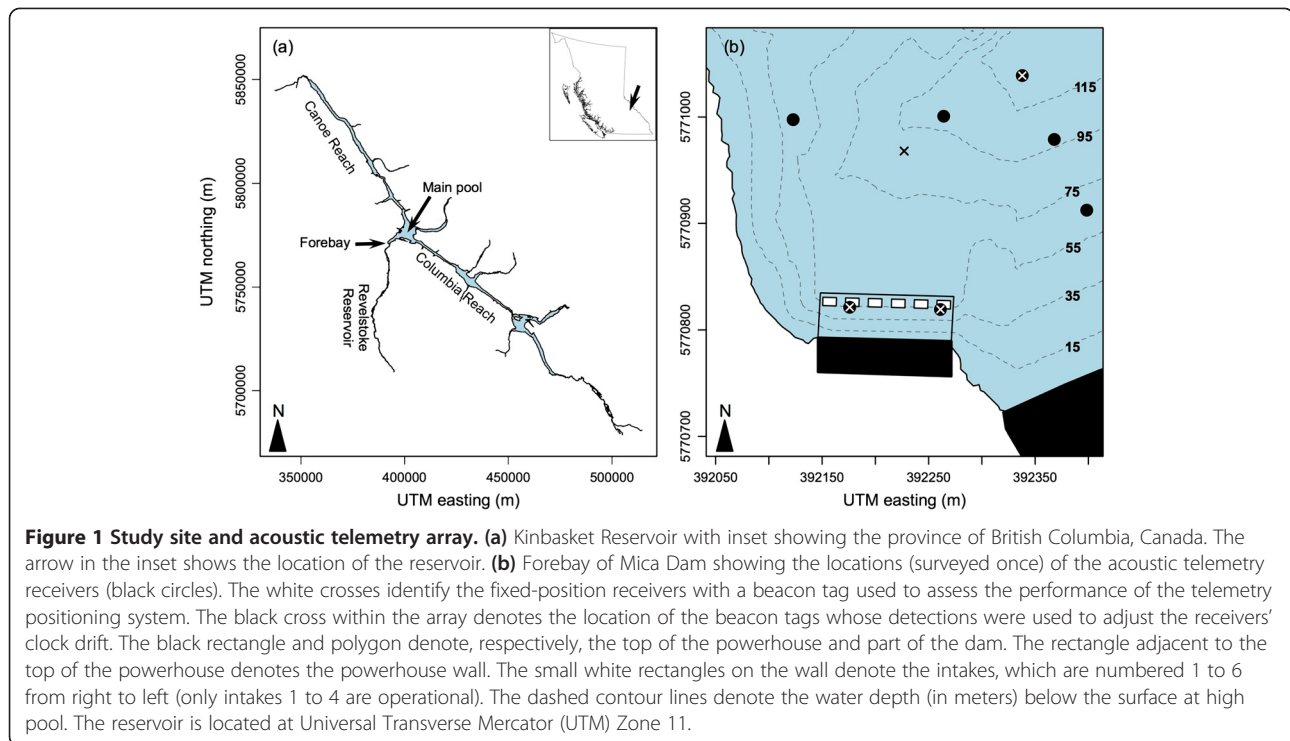 (a)
5850000
5800000
5750000
5700000
UTM northing (m)
Canoe Reach
Main pool
Forebay
Columbia Reach
Revelstoke
Reservoir
N
350000 400000 450000 500000
UTM easting (m)
(b)
5771000
5770900
5770800
5770700
115
95
75
55
35
15
N
392050 392150 392250 392350
UTM easting (m)
Figure 1 Study site and acoustic telemetry array. (a) Kinbasket Reservoir with inset showing the province of British Columbia, Canada. The
arrow in the inset shows the location of the reservoir. (b) Forebay of Mica Dam showing the locations (surveyed once) of the acoustic telemetry
receivers (black circles). The white crosses identify the fixed-position receivers with a beacon tag used to assess the performance of the telemetry
positioning system. The black cross within the array denotes the location of the beacon tags whose detections were used to adjust the receivers’
clock drift. The black rectangle and polygon denote, respectively, the top of the powerhouse and part of the dam. The rectangle adjacent to the
top of the powerhouse denotes the powerhouse wall. The small white rectangles on the wall denote the intakes, which are numbered 1 to 6
from right to left (only intakes 1 to 4 are operational). The dashed contour lines denote the water depth (in meters) below the surface at high
pool. The reservoir is located at Universal Transverse Mercator (UTM) Zone 11.